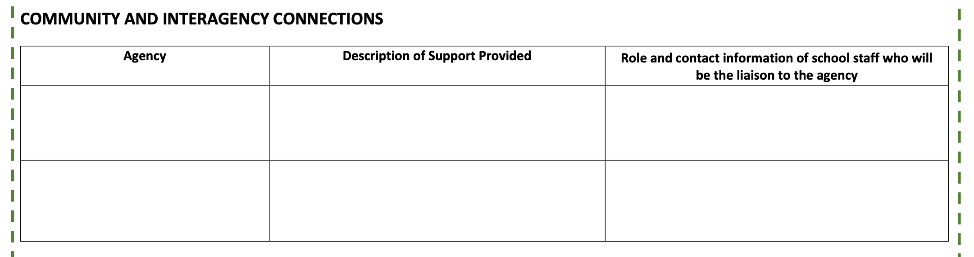 COMMUNITY AND INTERAGENCY CONNECTIONS
Agency
Description of Support Provided
Role and contact information of school staff who will
be the liaison to the agency